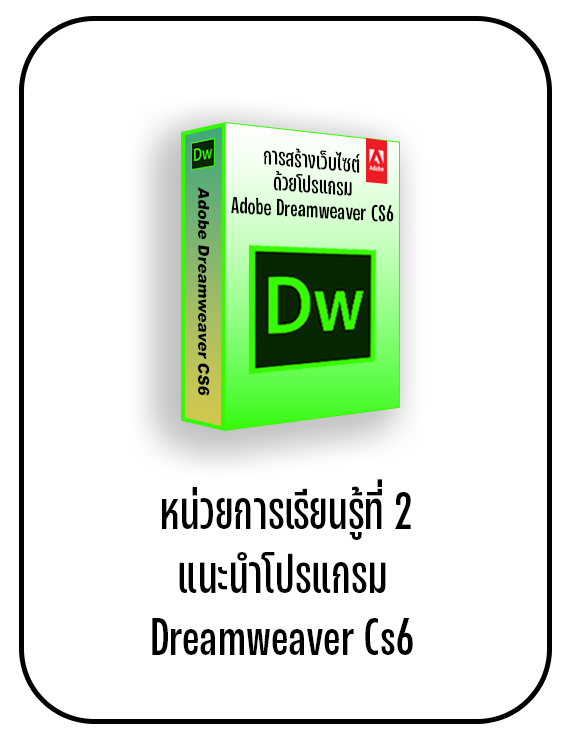 Dw
Adobe Dreamweaver CS6
การสร้างเว็บไซต์
ด้วยโปรแกรม
Adobe Dreamweaver CS6
Adobe
Dw
หน่วยการเรียนรู้ที่ 2
แนะนำโปรแกรม
Dreamweaver Cs6